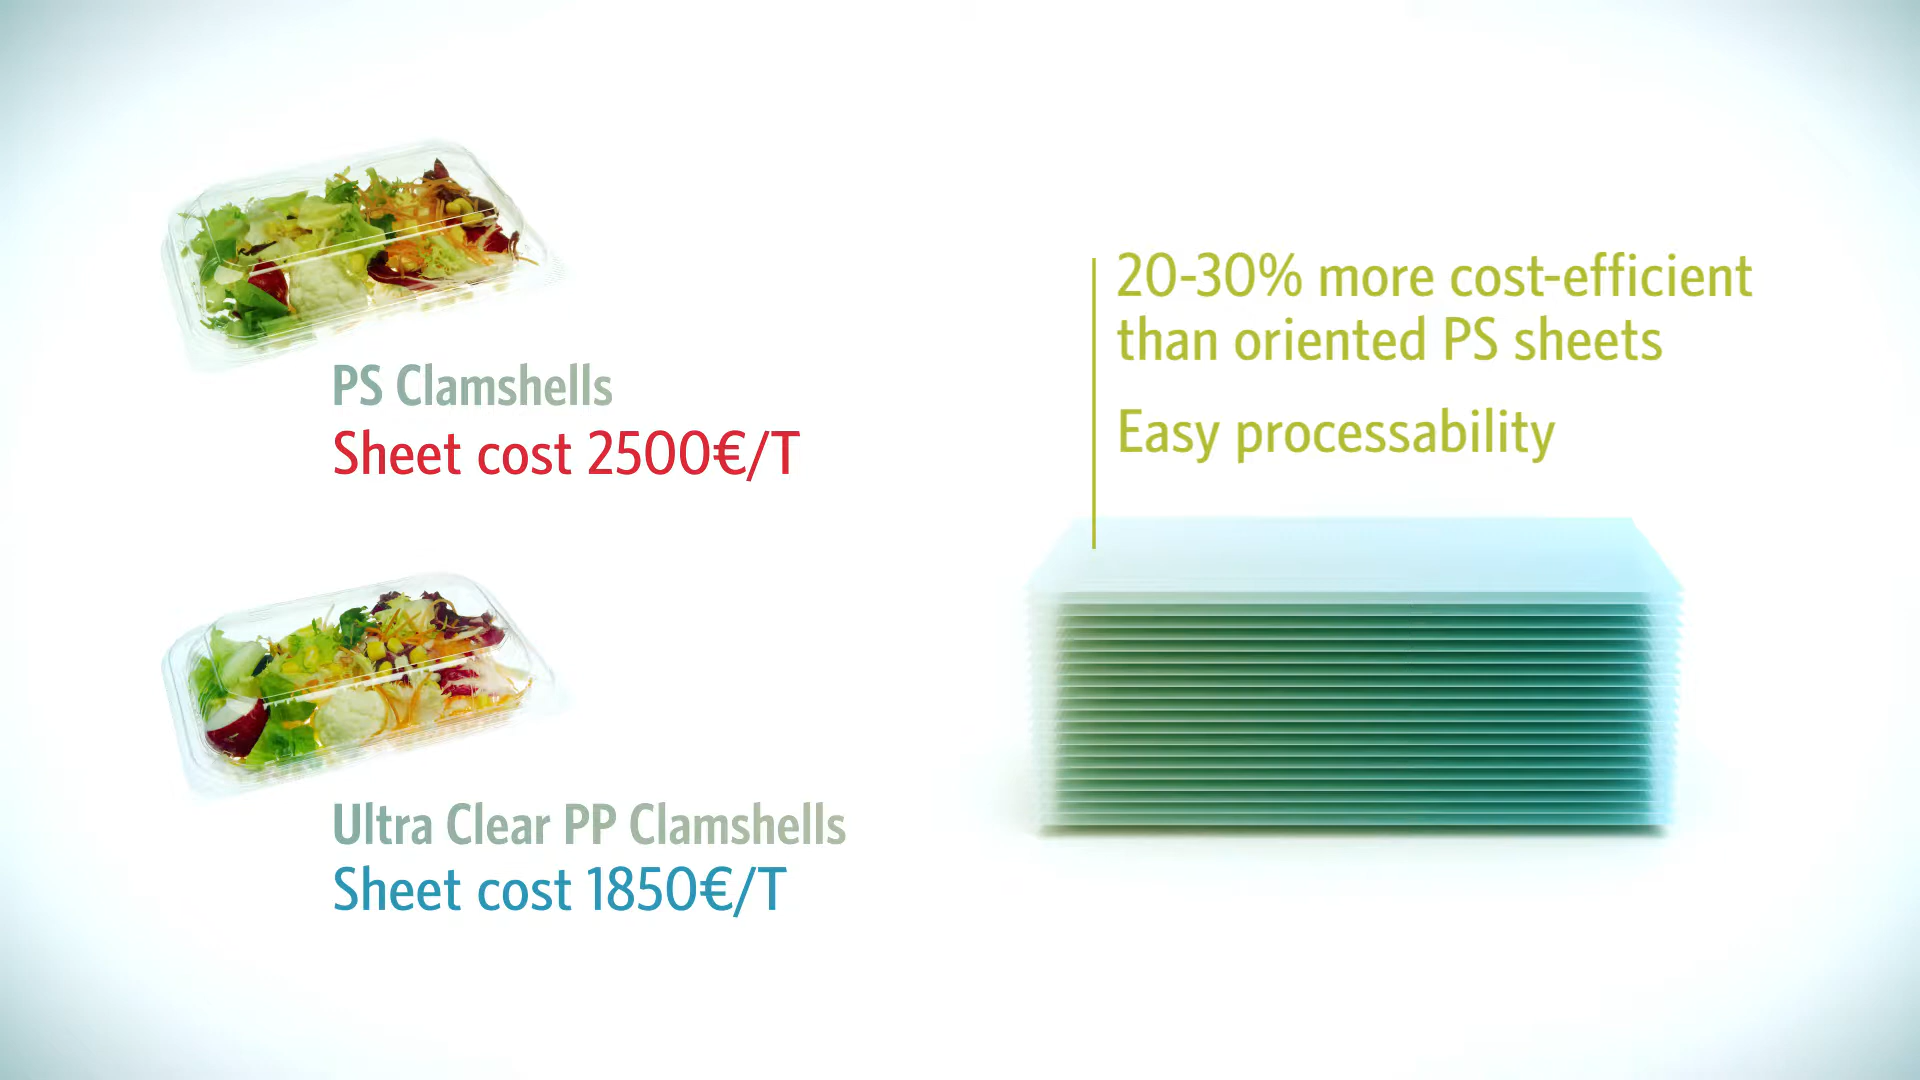 PS Clamshells
Sheet cost 2500€/T
Ultra Clear PP Clamshells
Sheet cost 1850€/T
20-30% more cost-efficient
than oriented PS sheets
Easy processability